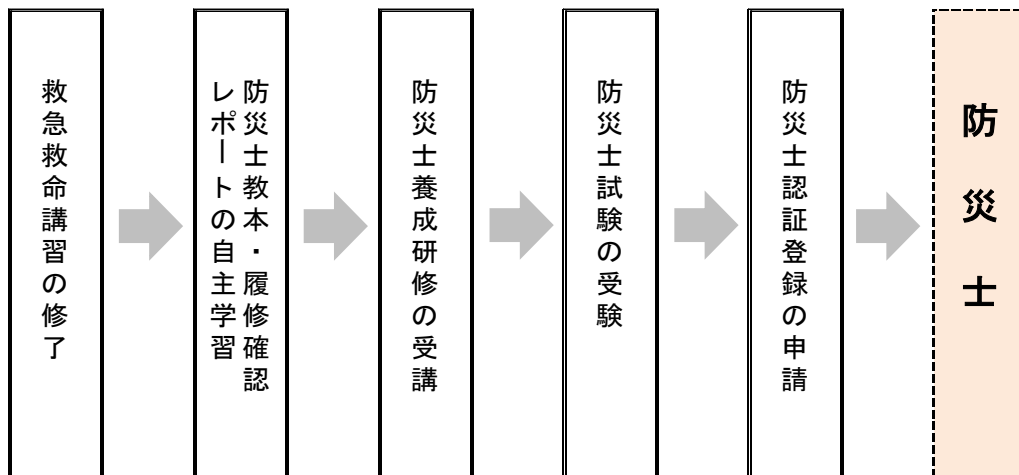 救急救命講習の修了
防災士教本・履修確認
レポートの自主学習
防災士養成研修の受講
防災士試験の受験
防災士認証登録の申請
防災士